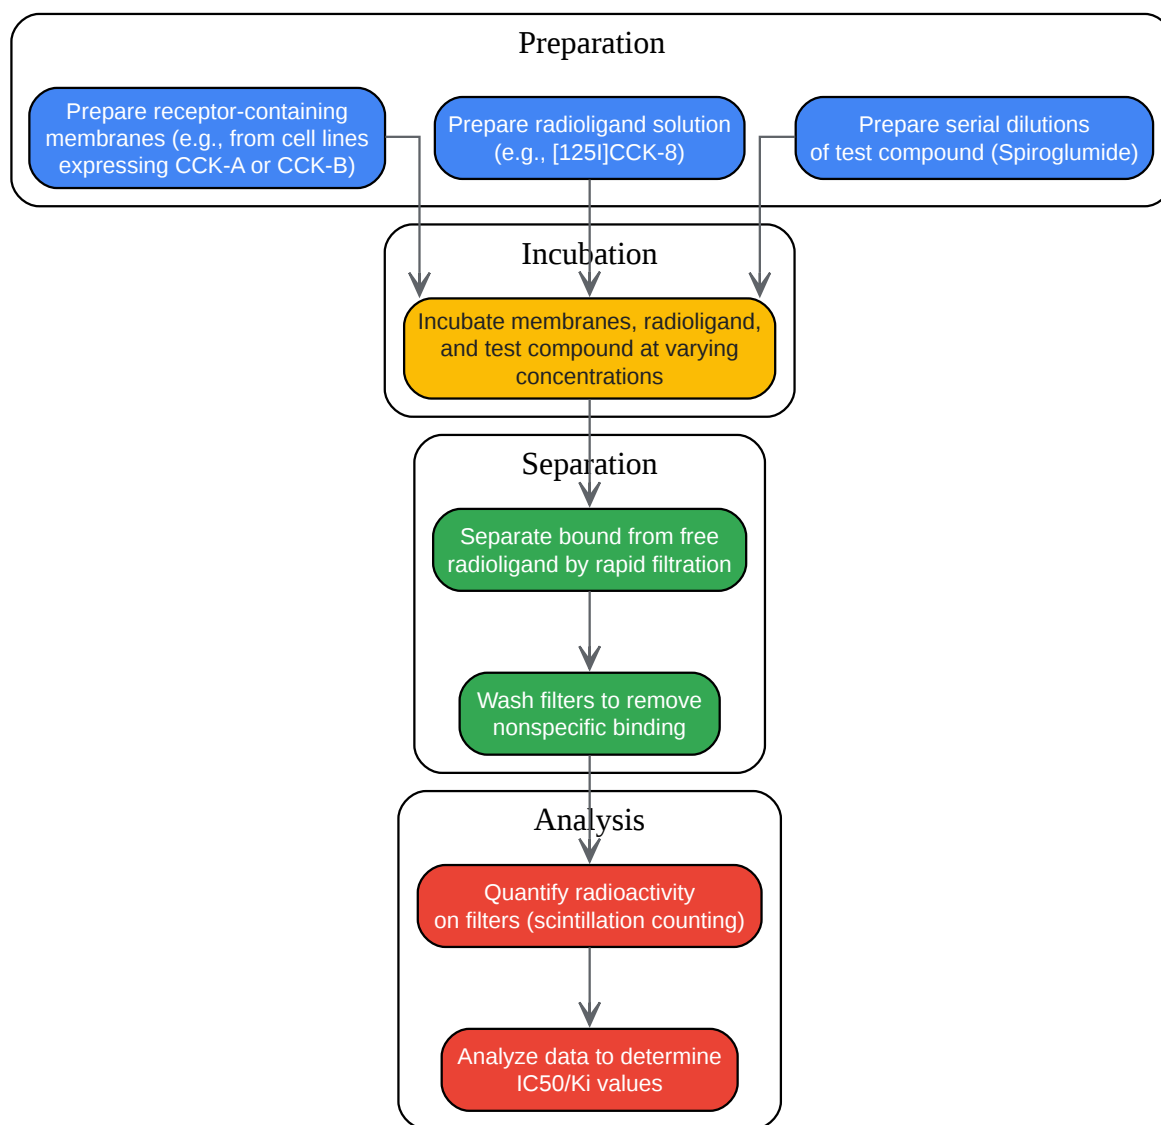 Preparation
Prepare receptor-containing
membranes (e.g., from cell lines
expressing CCK-A or CCK-B)
Prepare radioligand solution
(e.g., [125I]CCK-8)
Prepare serial dilutions
of test compound (Spiroglumide)
Incubation
Incubate membranes, radioligand,
and test compound at varying
concentrations
Separation
Separate bound from free
radioligand by rapid filtration
Wash filters to remove
nonspecific binding
Analysis
Quantify radioactivity
on filters (scintillation counting)
Analyze data to determine
IC50/Ki values